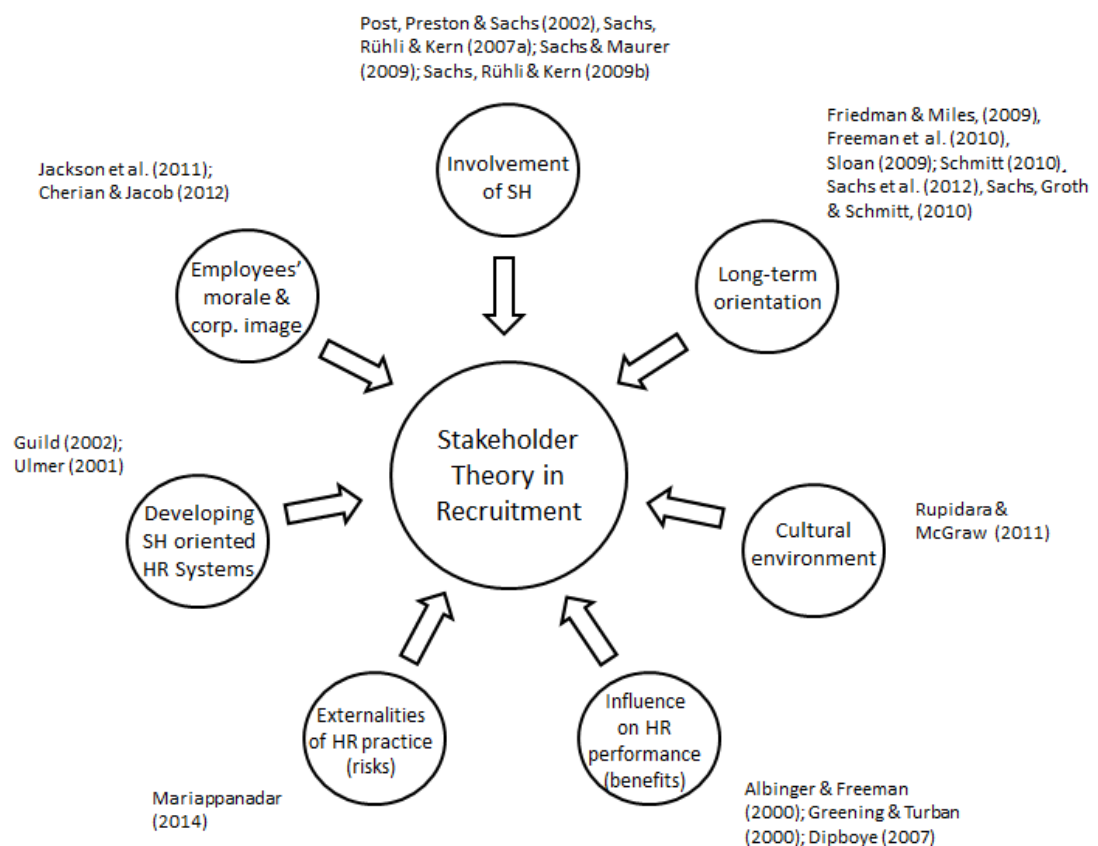 Post, Preston & Sachs (2002), Sachs,
Rühli & Kern (2007a); Sachs & Maurer
(2009); Sachs, Rühli & Kern (2009b)
Involvement
of SH
Friedman & Miles, (2009),
Freeman et al. (2010),
Sloan (2009); Schmitt (2010),
Sachs et al. (2012), Sachs, Groth
& Schmitt, (2010)
Long-term
orientation
Jackson et al. (2011);
Cherian & Jacob (2012)
Employees’
morale &
corp. image
Stakeholder
Theory in
Recruitment
Guild (2002);
Ulmer (2001)
Developing
SH oriented
HR Systems
Rupidara &
McGraw (2011)
Cultural
environment
Externalities
of HR practice
(risks)
Mariappanadar
(2014)
Influence
on HR
performance
(benefits)
Albinger & Freeman
(2000); Greening & Turban
(2000); Dipboye (2007)